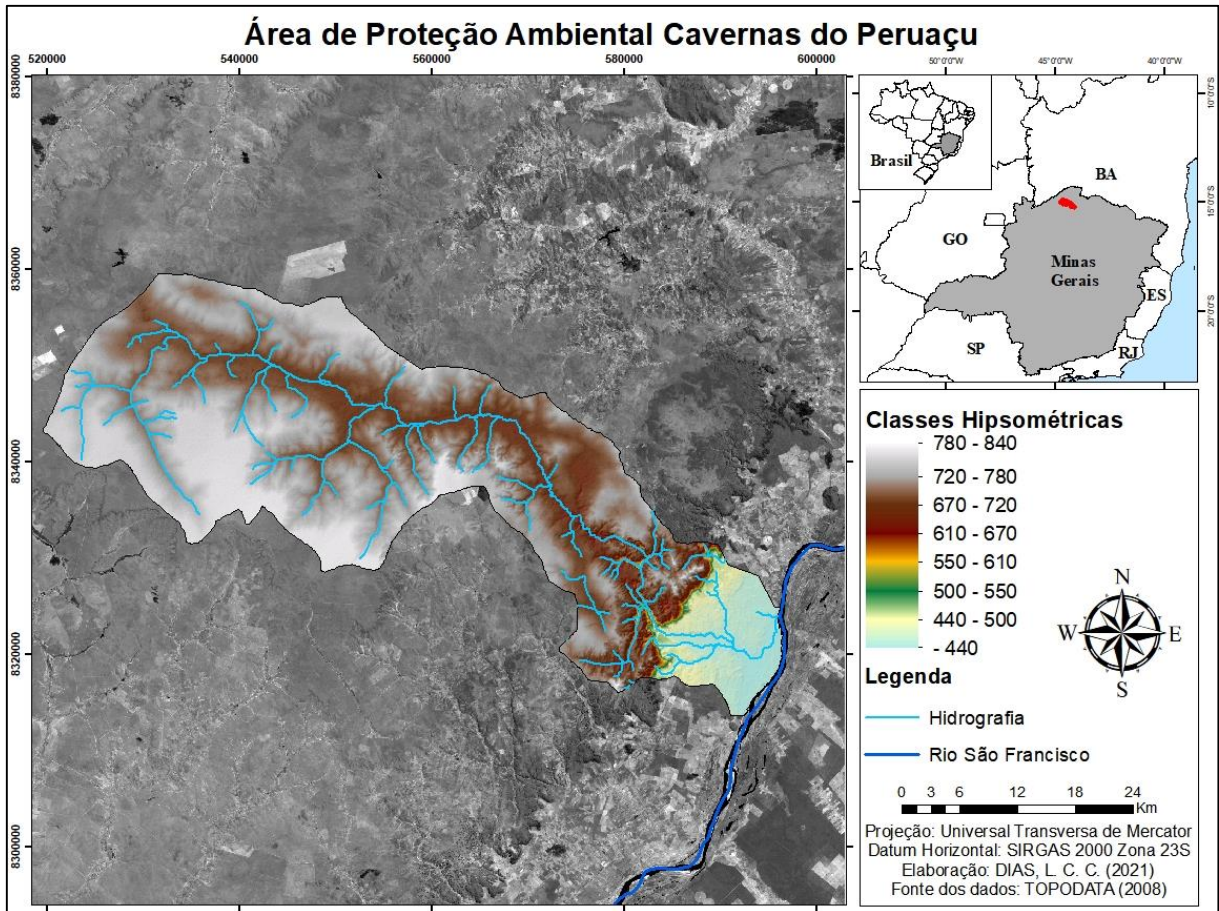 Área de Proteção Ambiental Cavernas do Peruaçu
520000
540000
560000
580000
600000
8380000
8360000
8340000
8320000
8300000
50°0'0"W
45°0'0"W
40°0'0"W
10°0'0"S
15°0'0"S
20°0'0"S
Brasil
BA
GO
Minas
Gerais
ES
SP
RJ
Classes Hipsométricas
780 - 840
720 - 780
670 - 720
610 - 670
550 - 610
500 - 550
440 - 500
- 440
N
W
E
S
Legenda
Hidrografia
Rio São Francisco
0 3 6 12 18 24
Km
Projeção: Universal Transversa de Mercator
Datum Horizontal: SIRGAS 2000 Zona 23S
Elaboração: DIAS, L. C. C. (2021)
Fonte dos dados: TOPODATA (2008)